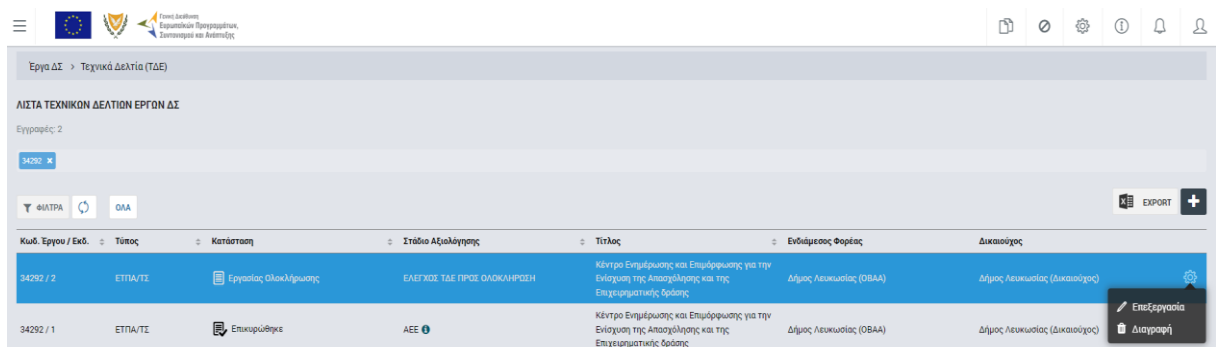 Γενική Διεύθυνση
Ευρωπαϊκών Προγραμμάτων,
Συντονισμού και Ανάπτυξης
Έργα ΔΣ > Τεχνικά Δελτία (ΤΔΕ)
ΛΙΣΤΑ ΤΕΧΝΙΚΩΝ ΔΕΛΤΙΩΝ ΕΡΓΩΝ ΔΣ
Εγγραφές: 2
34292 ×
ΦΙΛΤΡΑ ΟΛΑ EXPORT +
Κωδ. Έργου / Εκδ. Τύπος Κατάσταση Στάδιο Αξιολόγησης Τίτλος Ενδιάμεσος Φορέας Δικαιούχος
34292 / 2 ΕΤΠΑ/ΤΣ Εργασίας Ολοκλήρωσης ΕΛΕΓΧΟΣ ΤΔΕ ΠΡΟΣ ΟΛΟΚΛΗΡΩΣΗ Κέντρο Ενημέρωσης και Επιμόρφωσης για την
Ενίσχυση της Απασχόλησης και της
Επιχειρηματικής δράσης Δήμος Λευκωσίας (ΟΒΑΑ) Δήμος Λευκωσίας (Δικαιούχος)
Επεξεργασία
Διαγραφή
34292 / 1 ΕΤΠΑ/ΤΣ Επικυρώθηκε ΑΕΕ Κέντρο Ενημέρωσης και Επιμόρφωσης για την
Ενίσχυση της Απασχόλησης και της
Επιχειρηματικής δράσης Δήμος Λευκωσίας (ΟΒΑΑ) Δήμος Λευκωσίας (Δικαιούχος)